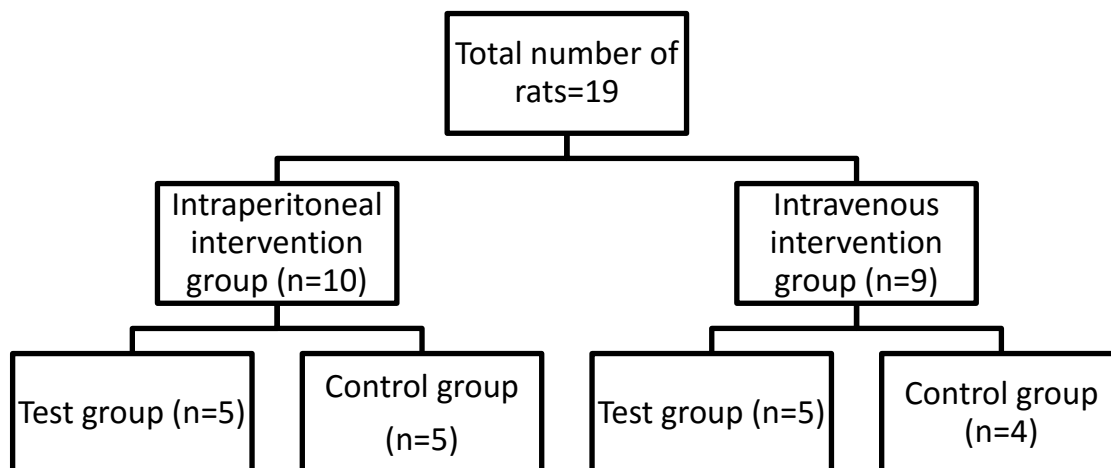 Total number of
rats=19
Intraperitoneal
intervention
group (n=10)
Intravenous
intervention
group (n=9)
Test group (n=5)
Control group
(n=5)
Test group (n=5)
Control group
(n=4)